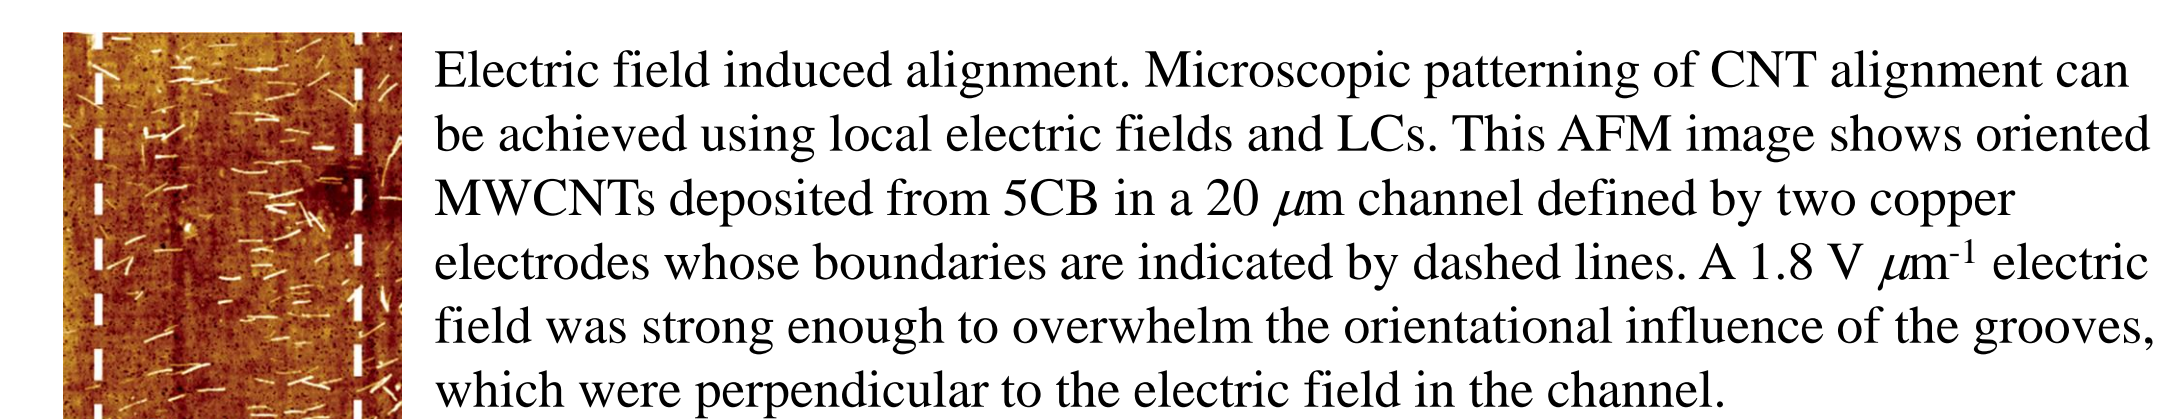 Electric field induced alignment. Microscopic patterning of CNT alignment can
be achieved using local electric fields and LCs. This AFM image shows oriented
MWCNTs deposited from 5CB in a 20 μm channel defined by two copper
electrodes whose boundaries are indicated by dashed lines. A 1.8 V μm⁻¹ electric
field was strong enough to overwhelm the orientational influence of the grooves,
which were perpendicular to the electric field in the channel.